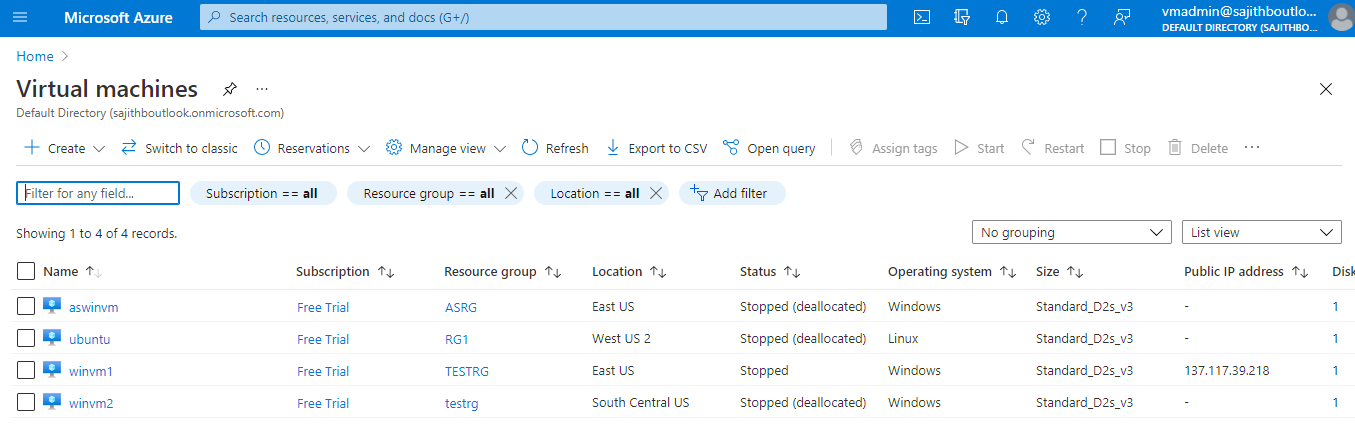 Microsoft Azure Search resources, services, and docs (G+/) vmadmin@sajithboutlo...
DEFAULT DIRECTORY (SAJITHBO...
Home
Virtual machines ...
Default Directory (sajithboutlook.onmicrosoft.com)
Create Switch to classic Reservations Manage view Refresh Export to CSV Open query Assign tags Start Restart Stop Delete ...
Filter for any field... Subscription == all Resource group == all Location == all Add filter
Showing 1 to 4 of 4 records. No grouping List view
Name Subscription Resource group Location Status Operating system Size Public IP address Disk
aswinvm Free Trial ASRG East US Stopped (deallocated) Windows Standard_D2s_v3 - 1
ubuntu Free Trial RG1 West US 2 Stopped (deallocated) Linux Standard_D2s_v3 - 1
winvm1 Free Trial TESTRG East US Stopped Windows Standard_D2s_v3 137.117.39.218 1
winvm2 Free Trial testrg South Central US Stopped (deallocated) Windows Standard_D2s_v3 - 1